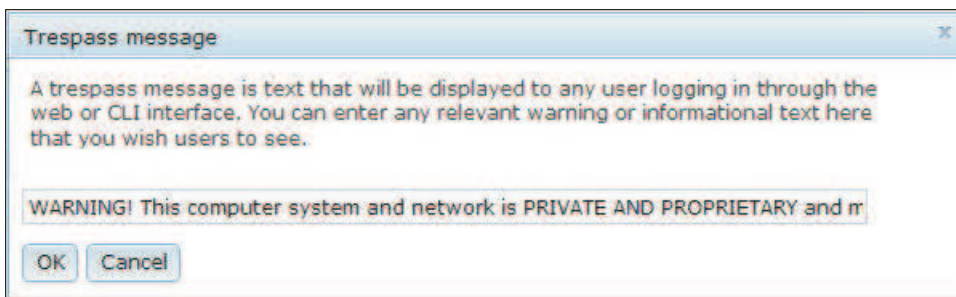 Trespass message
x
A trespass message is text that will be displayed to any user logging in through the
web or CLI interface. You can enter any relevant warning or informational text here
that you wish users to see.
WARNING! This computer system and network is PRIVATE AND PROPRIETARY and m
OK Cancel